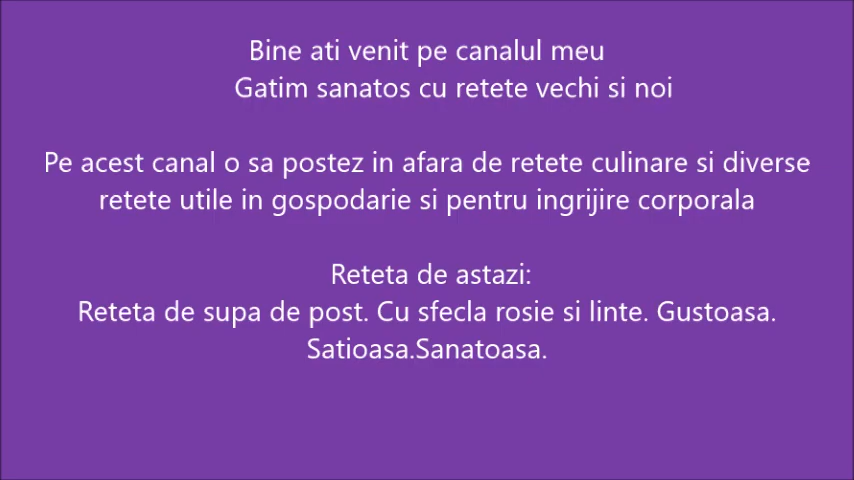 Bine ati venit pe canalul meu
Gatim sanatos cu retete vechi si noi
Pe acest canal o sa postez in afara de retete culinare si diverse
retete utile in gospodarie si pentru ingrijire corporala
Reteta de astazi:
Reteta de supa de post. Cu sfecla rosie si linte. Gustoasa.
Satioasa.Sanatoasa.